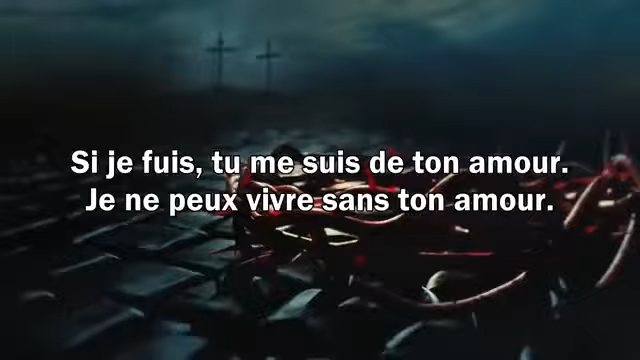 Si je fuis, tu me suis de ton amour.
Je ne peux vivre sans ton amour.